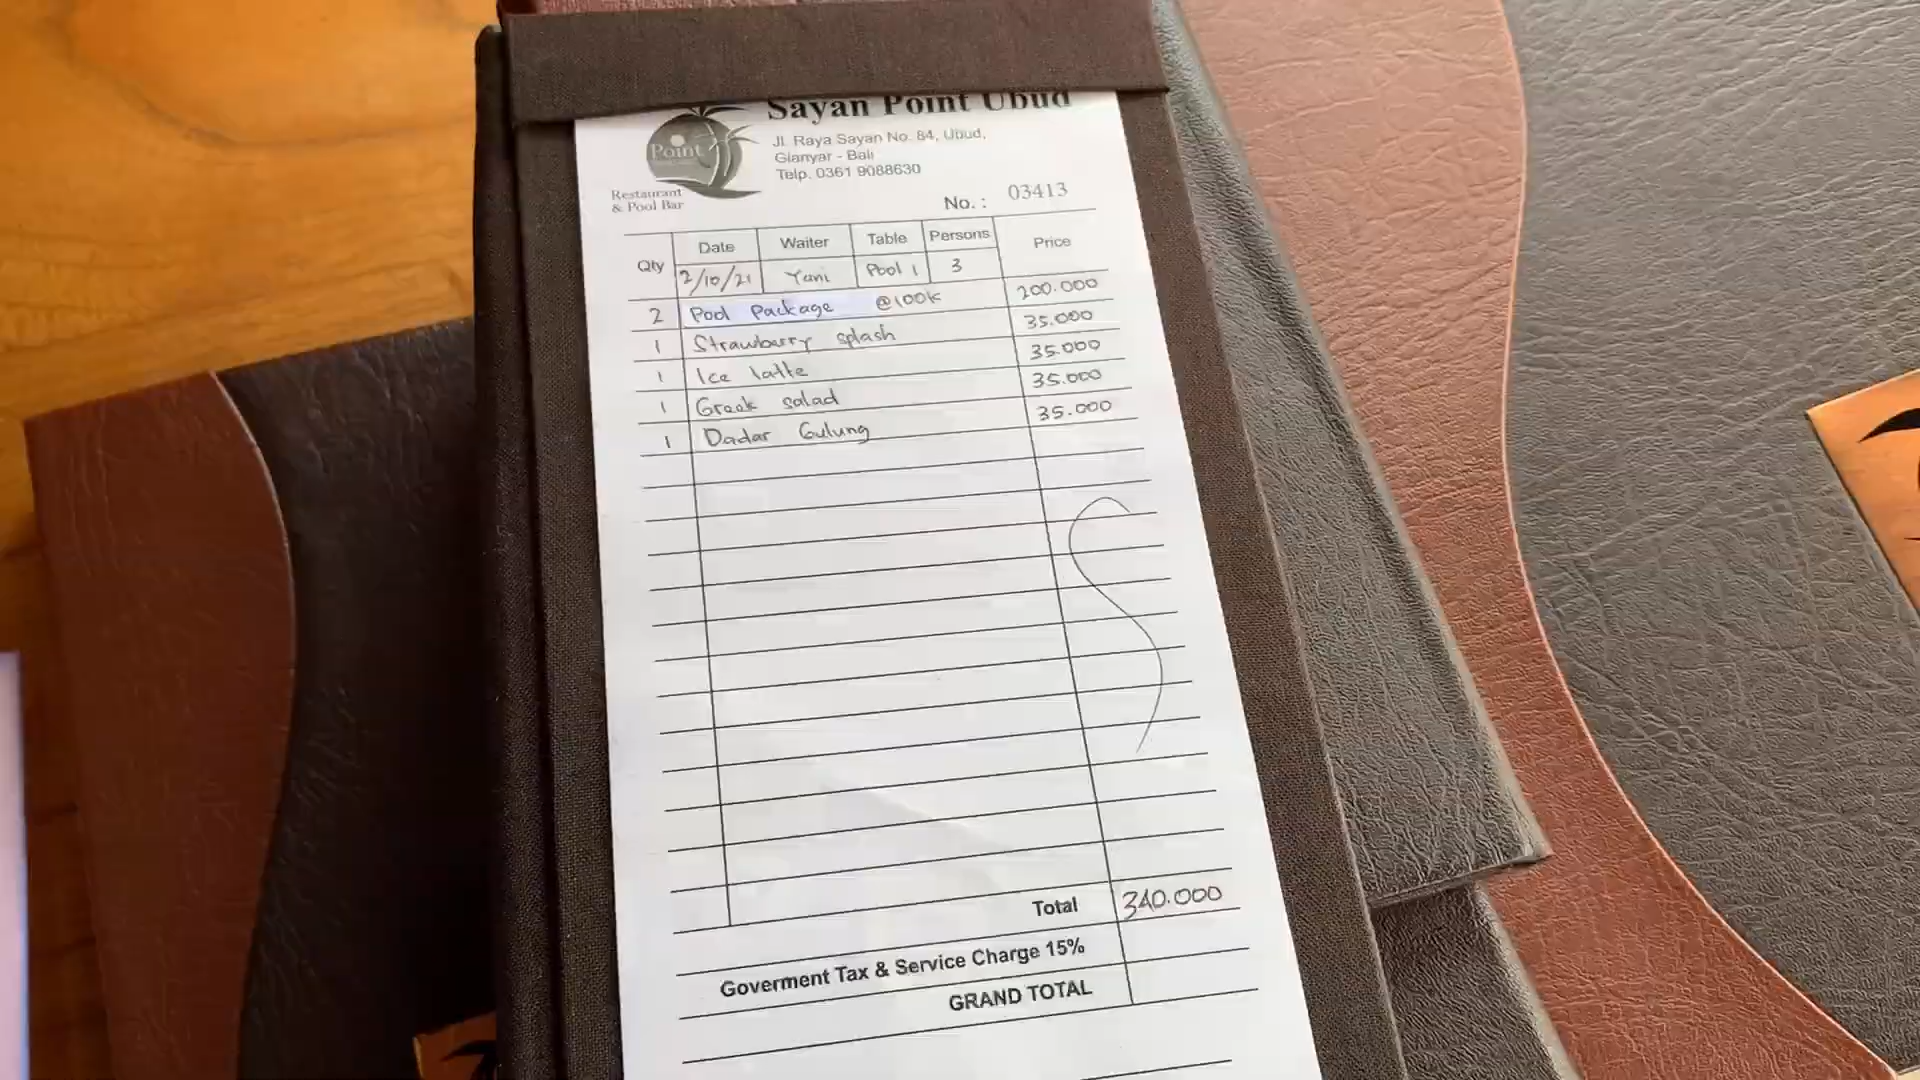 Sayan Point Ubud
Point
Jl. Raya Sayan No. 84, Ubud,
Gianyar - Bali
Telp. 0361 9088630
Restaurant
& Pool Bar
No. : 03413
Qty Date Waiter Table Persons Price
2/10/21 Yani Pool 1 3
2 Pool Package @100K 200.000
1 Strawberry splash 35.000
1 Ice latte 35.000
1 Greek salad 35.000
1 Dadar Gulung 35.000
Total 340.000
Goverment Tax & Service Charge 15%
GRAND TOTAL